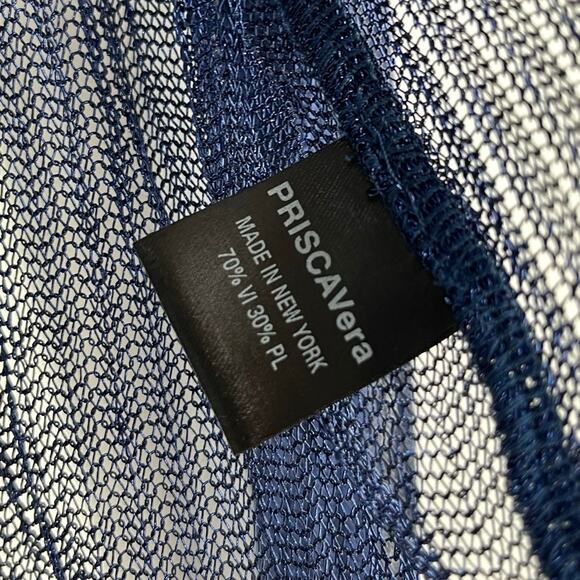 PRISCAVera
MADE IN NEW YORK
70% VI 30% PL